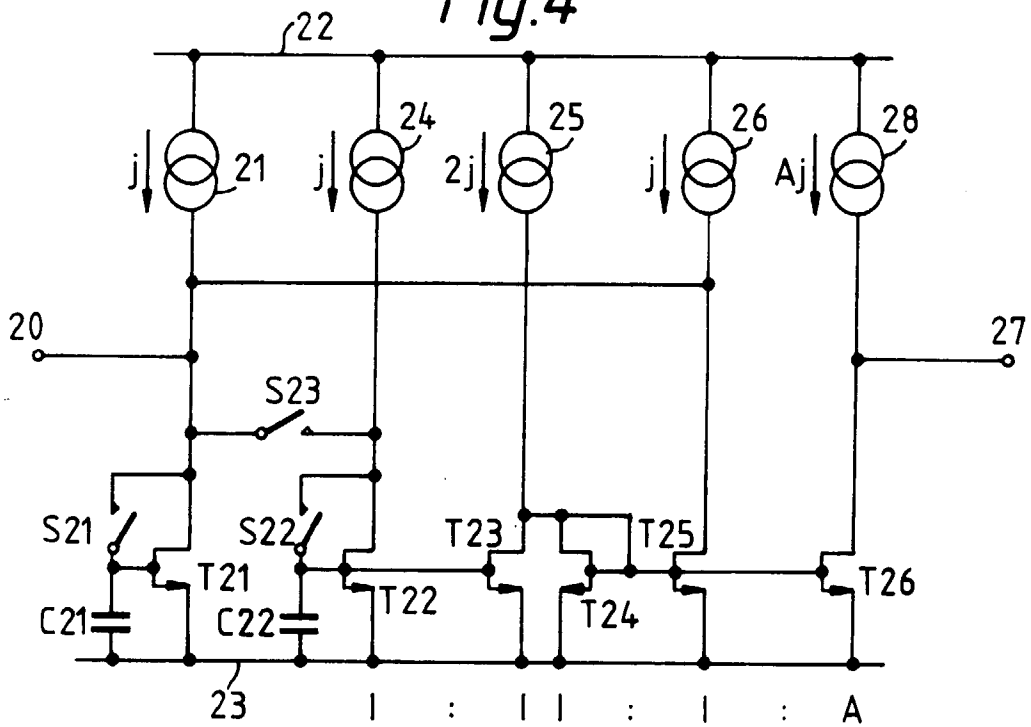 Fig.4
22
24 25 26 28
j 21 j 2j j Aj
20 27
S23
S21 S22 T23 T25
T21 T22 T24 T26
C21 C22
23 1 : 1 1 : 1 : A